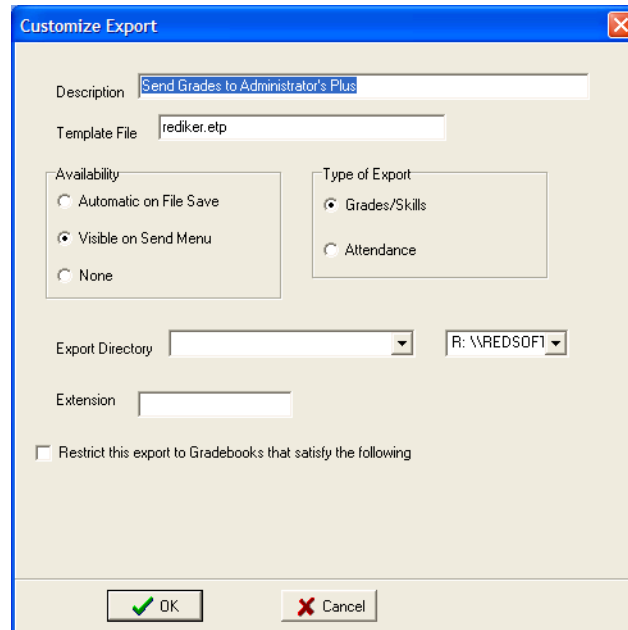 Customize Export
Description Send Grades to Administrator's Plus
Template File rediker.etp
Availability
Automatic on File Save
Visible on Send Menu
None
Type of Export
Grades/Skills
Attendance
Export Directory R: \\REDSOFT
Extension
Restrict this export to Gradebooks that satisfy the following
OK Cancel